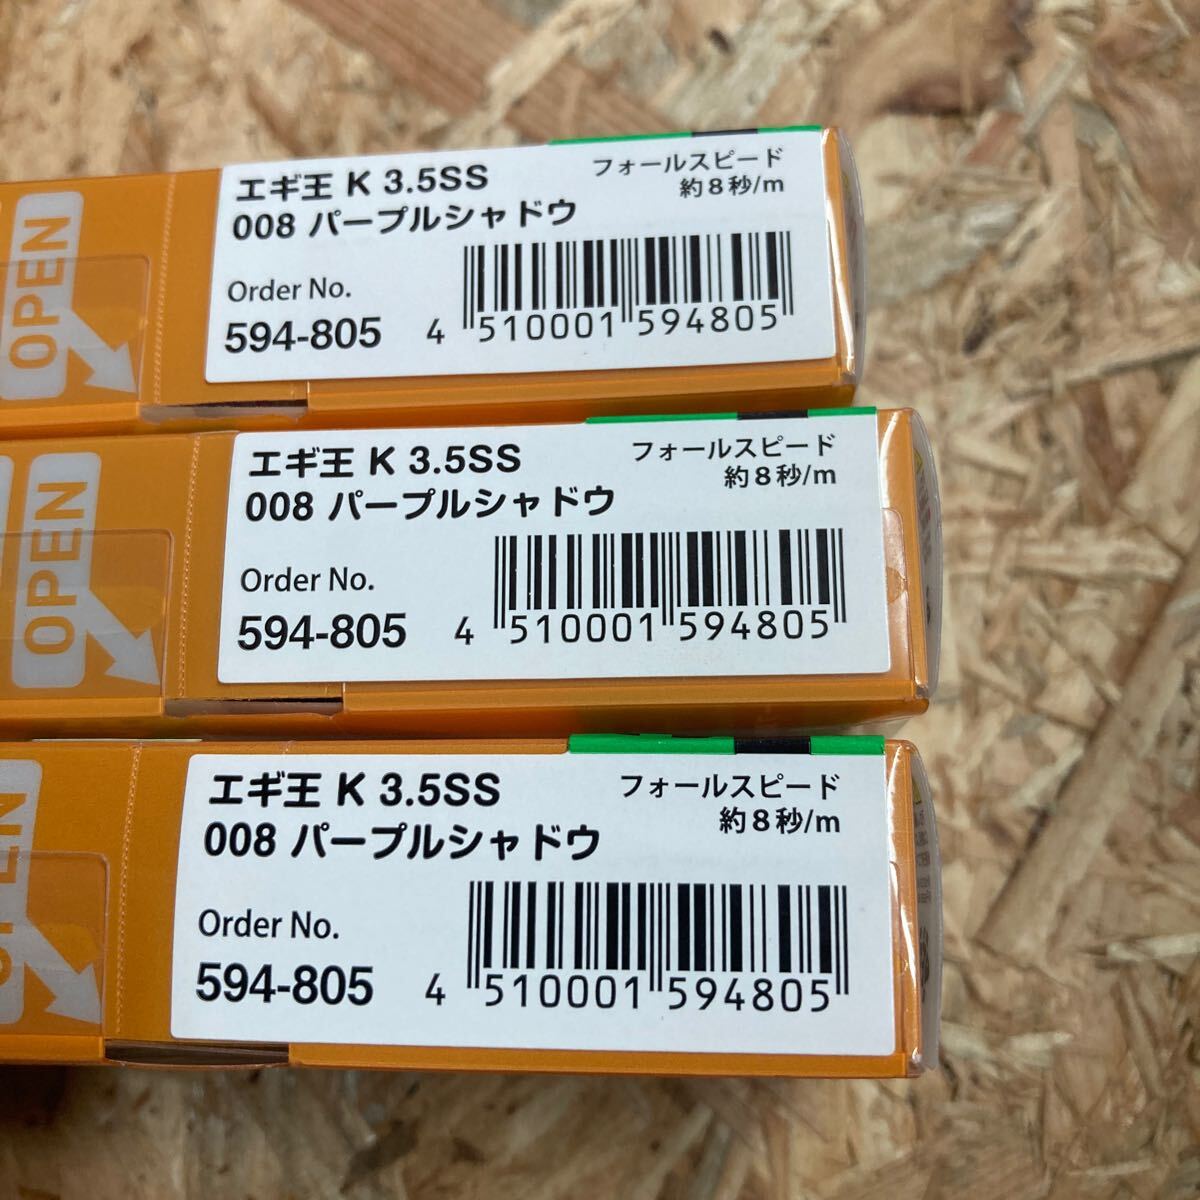 OPEN
エギ王 K 3.5SS
008 パープルシャドウ
フォールスピード
約8秒/m
Order No.
594-805
4 510001 594805
OPEN
エギ王 K 3.5SS
008 パープルシャドウ
フォールスピード
約8秒/m
Order No.
594-805
4 510001 594805
エギ王 K 3.5SS
008 パープルシャドウ
フォールスピード
約8秒/m
Order No.
594-805
4 510001 594805